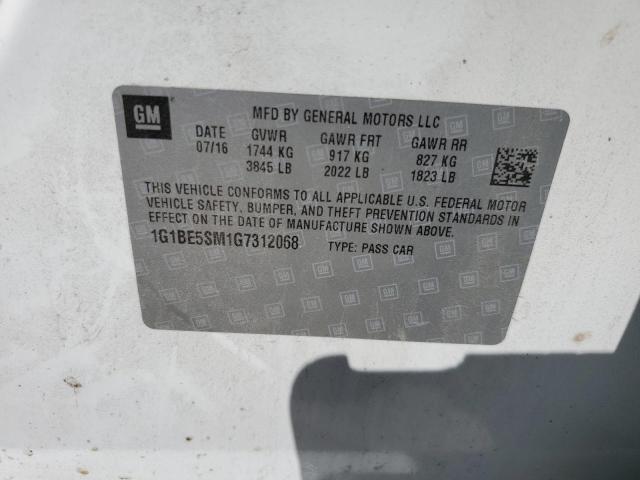 GM
MFD BY GENERAL MOTORS LLC
DATE GVWR GAWR FRT GAWR RR
07/16 1744 KG 917 KG 827 KG
3845 LB 2022 LB 1823 LB
THIS VEHICLE CONFORMS TO ALL APPLICABLE U.S. FEDERAL MOTOR
VEHICLE SAFETY, BUMPER, AND THEFT PREVENTION STANDARDS IN
EFFECT ON THE DATE OF MANUFACTURE SHOWN ABOVE.
1G1BE5SM1G7312068 TYPE: PASS CAR